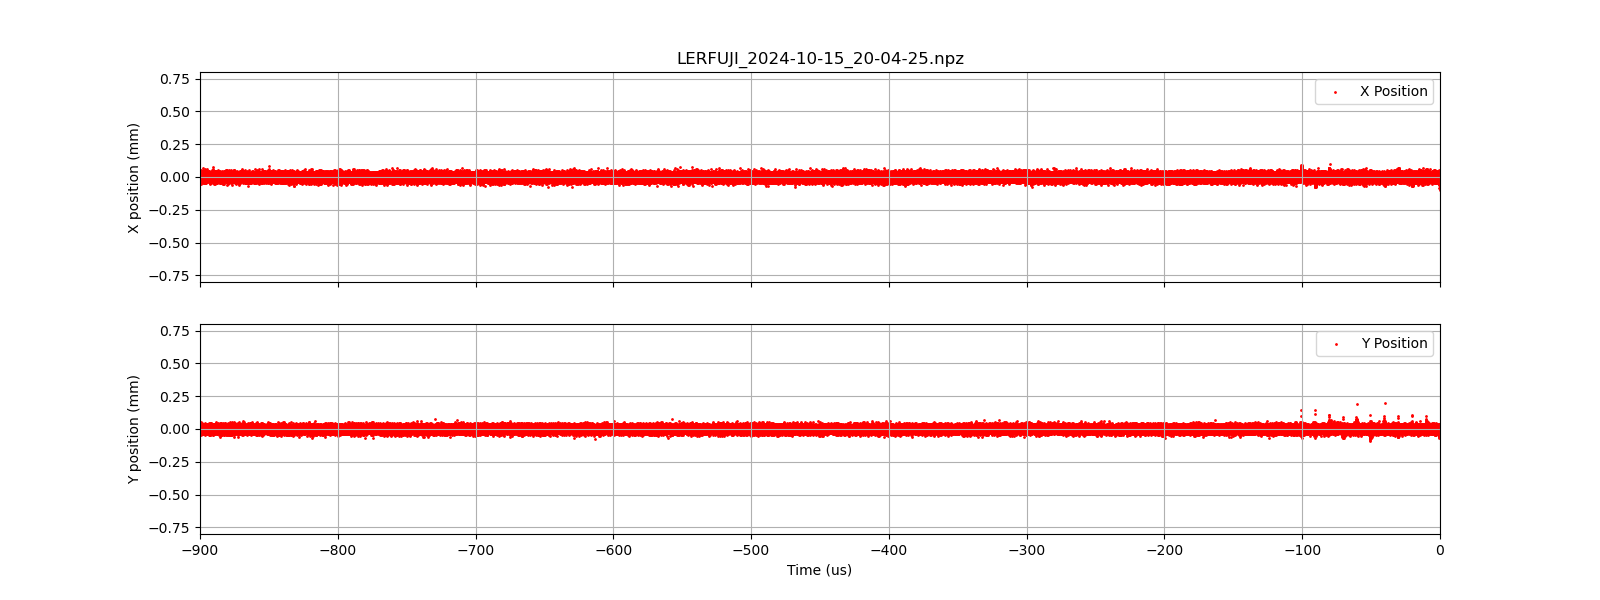 LERFUJI_2024-10-15_20-04-25.npz
0.75
0.50
0.25
0.00
−0.25
−0.50
−0.75
X position (mm)
X Position
0.75
0.50
0.25
0.00
−0.25
−0.50
−0.75
Y position (mm)
Y Position
−900 −800 −700 −600 −500 −400 −300 −200 −100 0
Time (us)